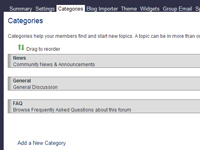 Summary Settings Categories Blog Importer Theme Widgets Group Email
Categories
Categories help your members find and start new topics. A topic can be in more than
Drag to reorder
News
Community News & Announcements
General
General Discussion
FAQ
Browse Frequently Asked Questions about this forum
Add a New Category